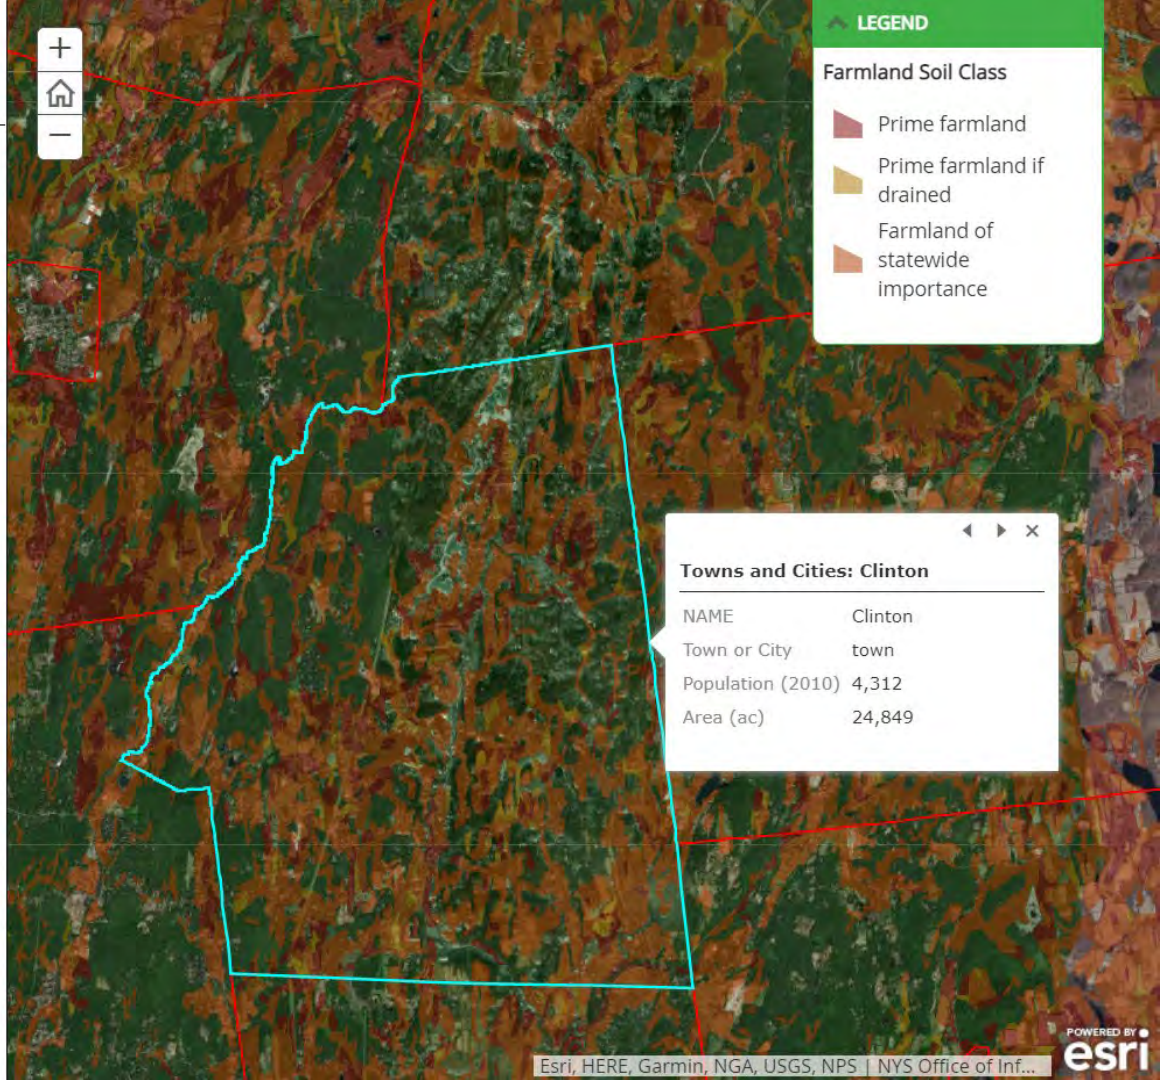 +
−
LEGEND
Farmland Soil Class
Prime farmland
Prime farmland if
drained
Farmland of
statewide
importance
Towns and Cities: Clinton
NAME Clinton
Town or City town
Population (2010) 4,312
Area (ac) 24,849
POWERED BY
esri
Esri, HERE, Garmin, NGA, USGS, NPS | NYS Office of Inf...